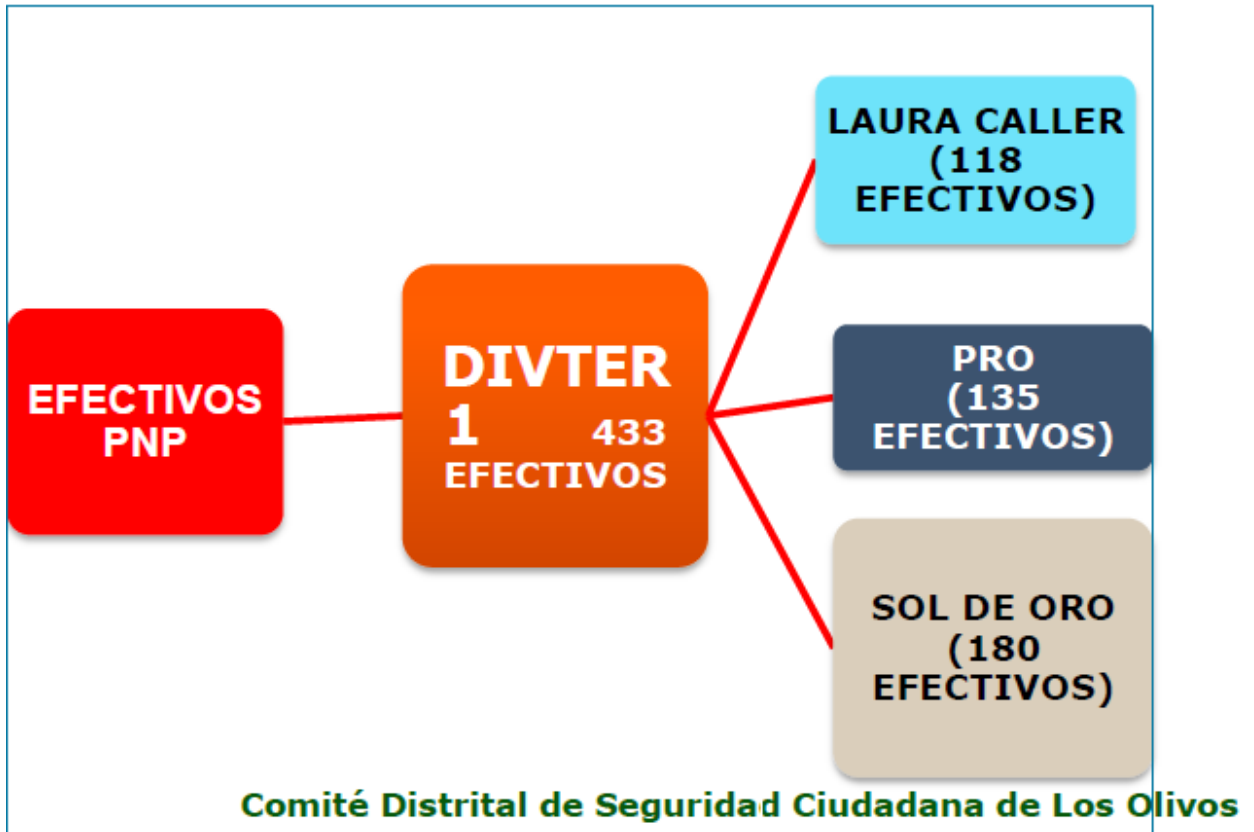 EFECTIVOS
PNP
DIVTER
1 433
EFECTIVOS
LAURA CALLER
(118
EFECTIVOS)
PRO
(135
EFECTIVOS)
SOL DE ORO
(180
EFECTIVOS)
Comité Distrital de Seguridad Ciudadana de Los Olivos